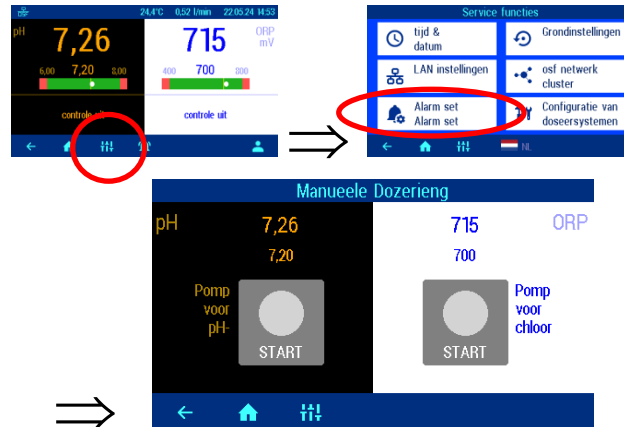 24,4°C 0,52 l/min 22.05.24 14:53
pH 7,26
6,00 7,20 8,00
controle uit
715 ORP
mV
400 700 800
controle uit
Service functies
tijd &
datum
Grondinstellingen
LAN instellingen
osf netwerk
cluster
Alarm set
Alarm set
Configuratie van
doseersystemen
NL
Manueele Dozerieng
pH 7,26 715 ORP
7,20 700
Pomp
voor
pH-
START
START
Pomp
voor
chloor